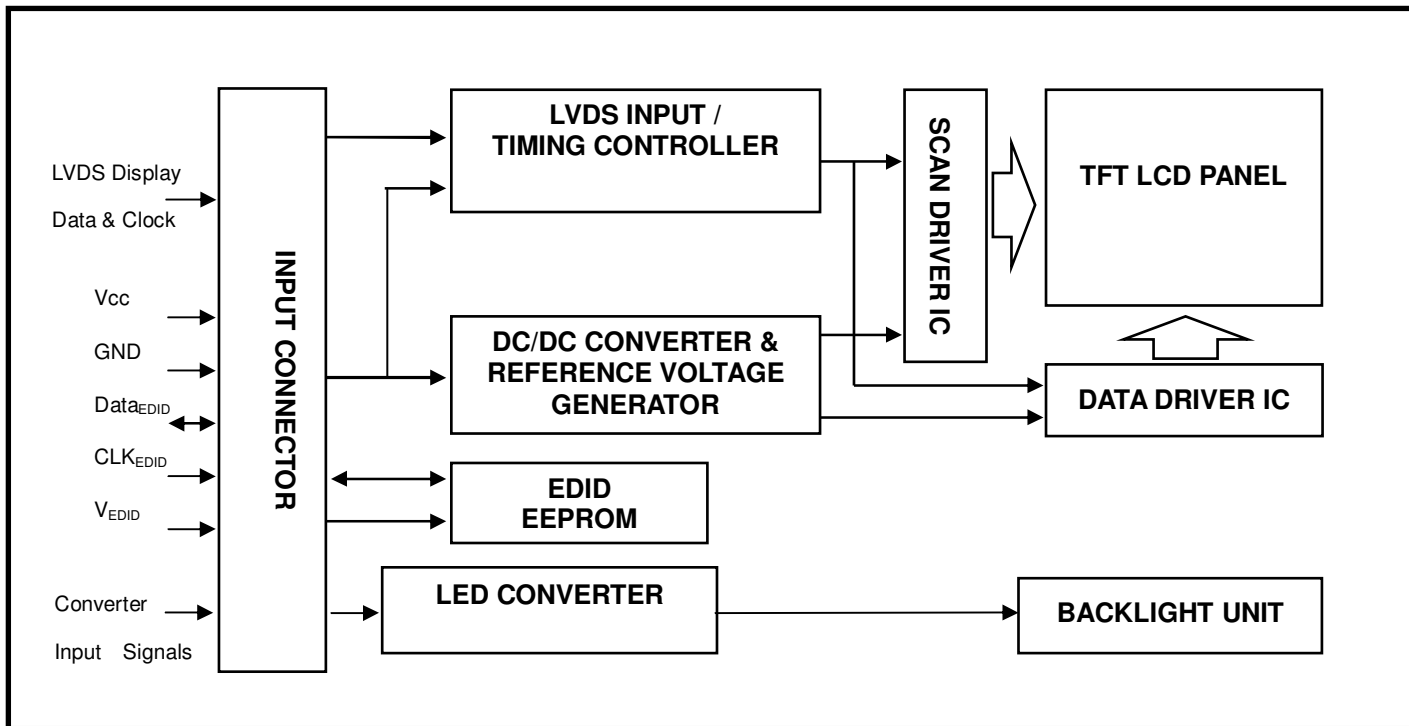 LVDS Display
Data & Clock
Vcc
GND
DataEDID
CLKEDID
VEDID
Converter
Input Signals
INPUT CONNECTOR
LVDS INPUT /
TIMING CONTROLLER
DC/DC CONVERTER &
REFERENCE VOLTAGE
GENERATOR
EDID
EEPROM
LED CONVERTER
SCAN DRIVER IC
TFT LCD PANEL
DATA DRIVER IC
BACKLIGHT UNIT